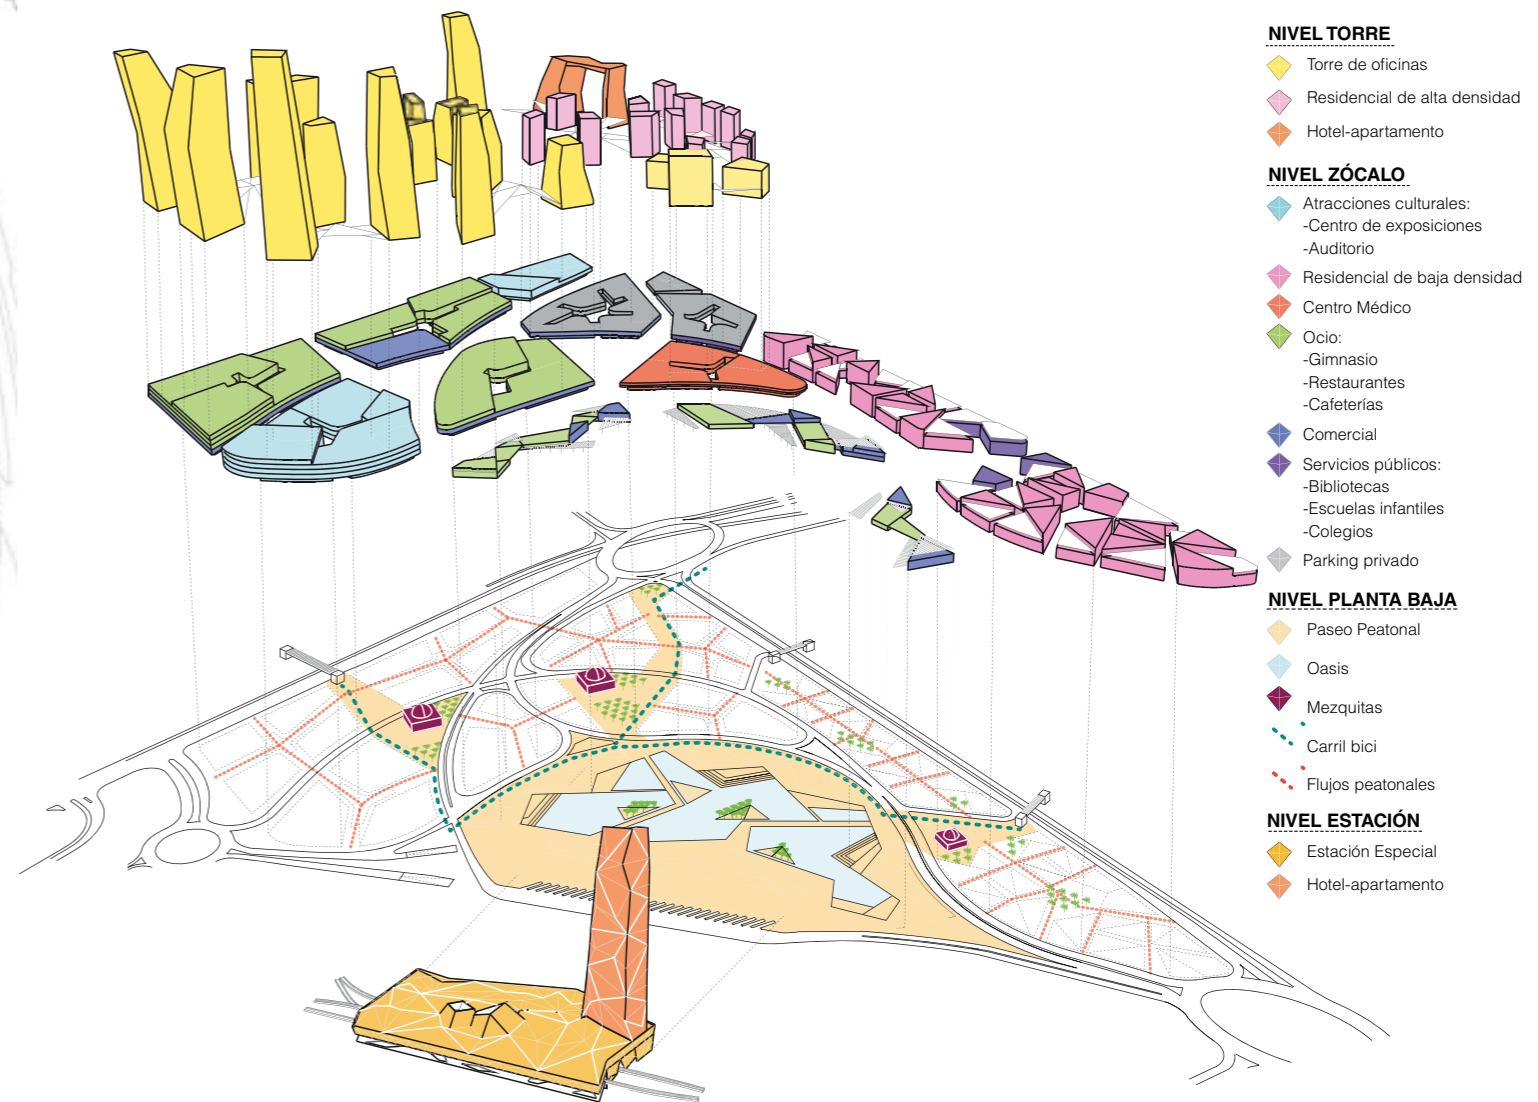 NIVEL TORRE
Torre de oficinas
Residencial de alta densidad
Hotel-apartamento
NIVEL ZÓCALO
Atracciones culturales:
-Centro de exposiciones
-Auditorio
Residencial de baja densidad
Centro Médico
Ocio:
-Gimnasio
-Restaurantes
-Cafeterías
Comercial
Servicios públicos:
-Bibliotecas
-Escuelas infantiles
-Colegios
Parking privado
NIVEL PLANTA BAJA
Paseo Peatonal
Oasis
Mezquitas
Carril bici
Flujos peatonales
NIVEL ESTACIÓN
Estación Especial
Hotel-apartamento